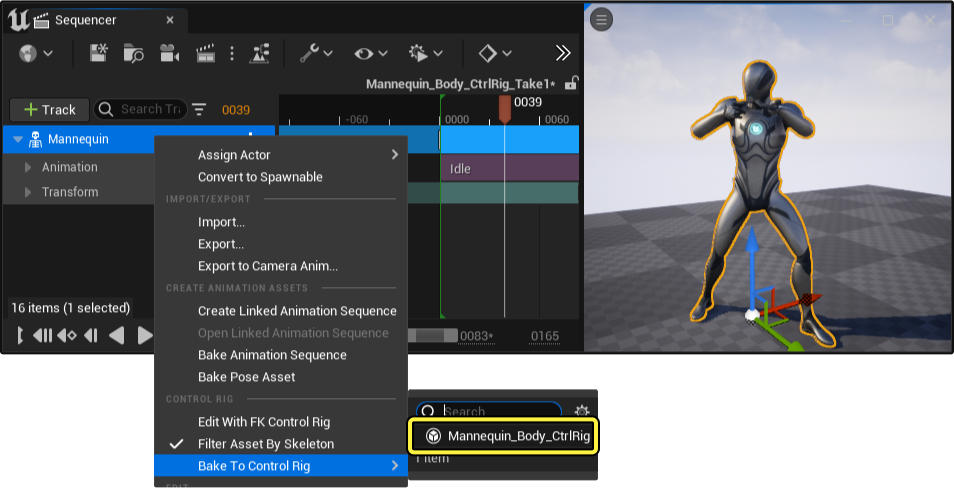 Sequencer
Mannequin_Body_CtrlRig_Take1*
Track
Search Tra
0039
0039
-060
0000
0060
Mannequin
Animation
Transform
Idle
Assign Actor
Convert to Spawnable
IMPORT/EXPORT
Import...
Export...
Export to Camera Anim...
CREATE ANIMATION ASSETS
Create Linked Animation Sequence
Open Linked Animation Sequence
Bake Animation Sequence
Bake Pose Asset
CONTROL RIG
Edit With FK Control Rig
Filter Asset By Skeleton
Bake To Control Rig
EDIT
16 items (1 selected)
0083*
0165
Search
Mannequin_Body_CtrlRig
1 item